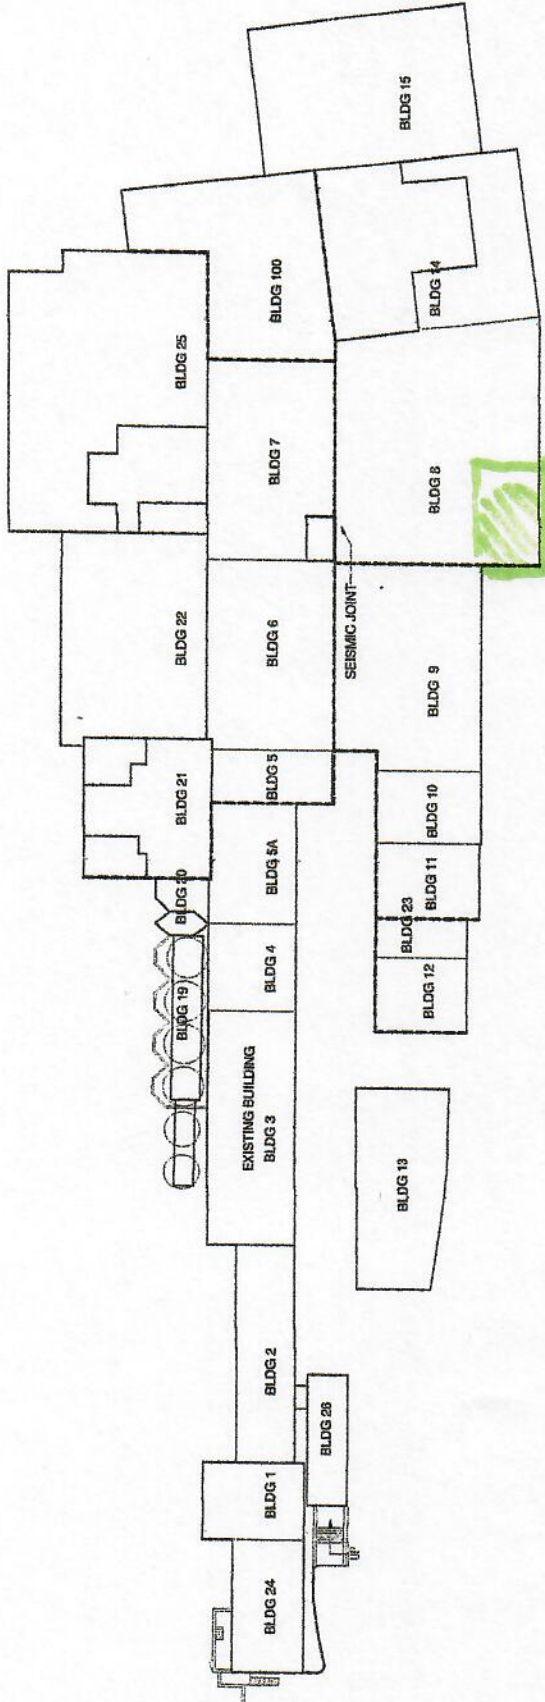 BLDG 15
BLDG 14
BLDG 100
BLDG 25
BLDG 7
BLDG 8
SEISMIC JOINT
BLDG 22
BLDG 6
BLDG 9
BLDG 5
BLDG 21
BLDG 10
BLDG 5A
BLDG 11
BLDG 20
BLDG 23
BLDG 4
BLDG 12
BLDG 19
EXISTING BUILDING
BLDG 3
BLDG 13
BLDG 2
BLDG 26
BLDG 1
UP
BLDG 24